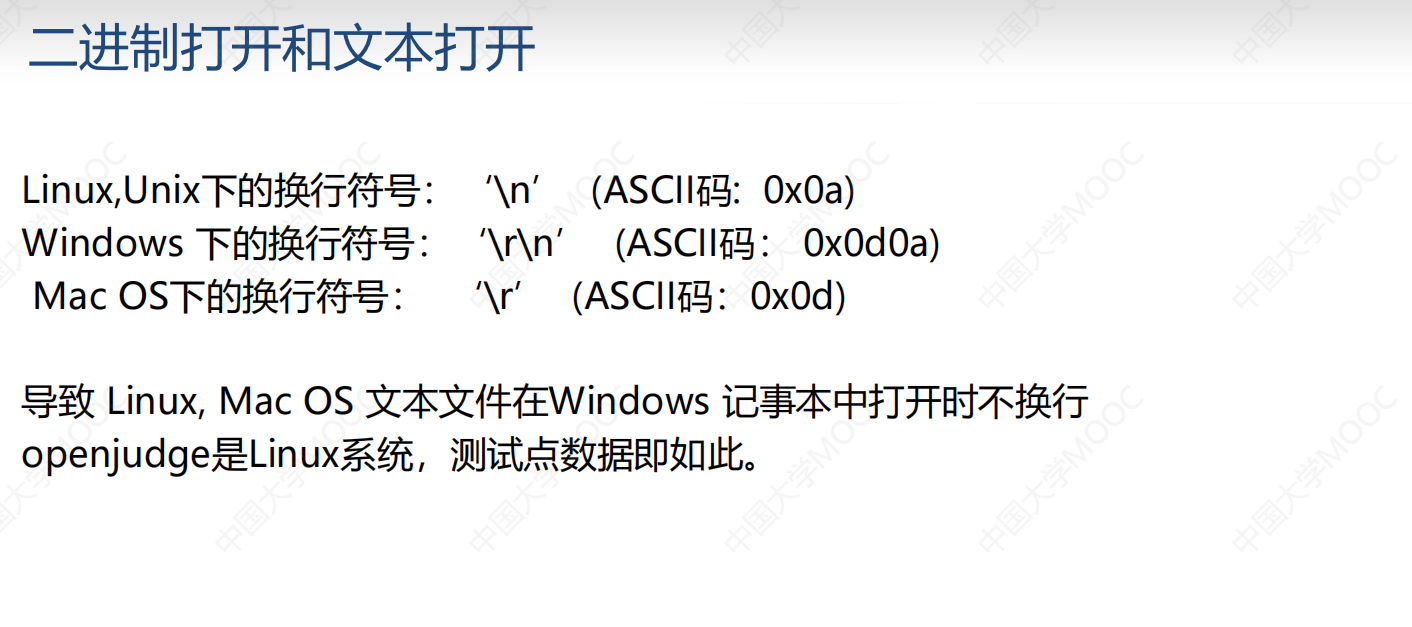 二进制打开和文本打开
Linux,Unix下的换行符号： ‘\n’ (ASCII码: 0x0a)
Windows 下的换行符号： ‘\r\n’ (ASCII码： 0x0d0a)
Mac OS下的换行符号： ‘\r’ (ASCII码：0x0d)
导致 Linux, Mac OS 文本文件在Windows 记事本中打开时不换行
openjudge是Linux系统，测试点数据即如此。
中国大学MOOC